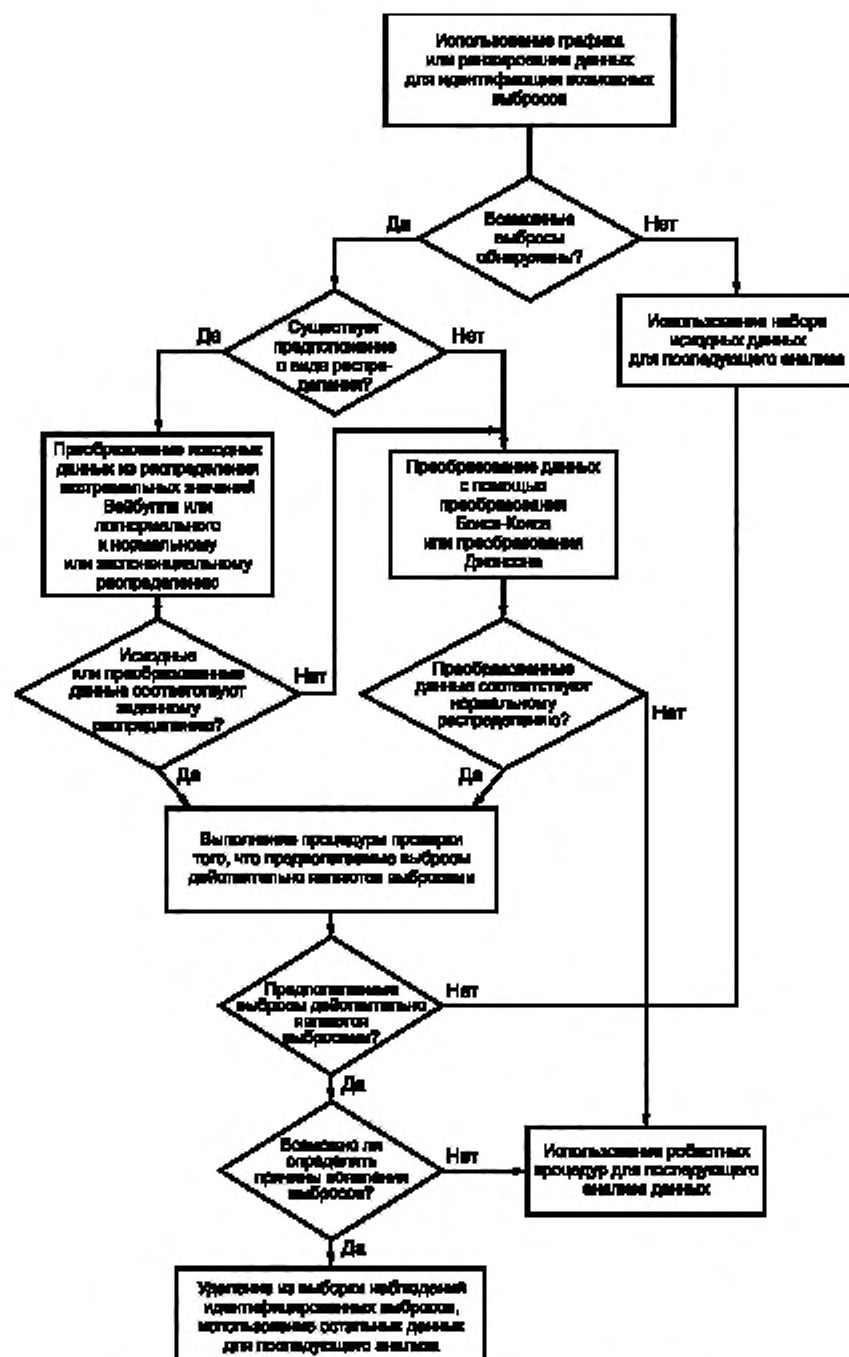 Использование графика
или ранжирования данных
для идентификации возможных
выбросов
Да
Возможные
выбросы
обнаружены?
Нет
Да
Существует
предположение
о виде распре-
деления?
Нет
Использование набора
исходных данных
для последующего анализа
Преобразование исходных
данных из распределения
экстремальных значений
Вейбулла или
логнормального
к нормальному
или экспоненциальному
распределению
Преобразование данных
с помощью
преобразования
Бокса-Кокса
или преобразования
Джонсона
Исходные
или преобразованные
данные соответствуют
заданному
распределению?
Нет
Преобразованные
данные соответствуют
нормальному
распределению?
Нет
Да
Да
Выполнение процедуры проверки
того, что предполагаемые выбросы
действительно являются выбросами
Предполагаемые
выбросы действительно
являются
выбросами?
Нет
Да
Возможно ли
определить
причины появления
выбросов?
Нет
Использование робастных
процедур для последующего
анализа данных
Да
Удаление из выборки наблюдений
идентифицированных выбросов,
использование остальных данных
для последующего анализа